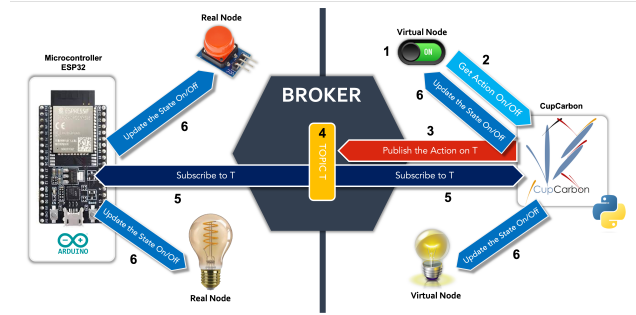 Real Node
Virtual Node
Microcontroller
ESP32
1
ON
2
Get Action On/Off
Update the State On/Off
6
Update the State On/Off
6
BROKER
CupCarbon
4
3
TOPIC T
Publish the Action on T
Subscribe to T
Subscribe to T
5
5
CupCarbon
Update the State On/Off
6
ARDUINO
Update the State On/Off
6
Real Node
Virtual Node